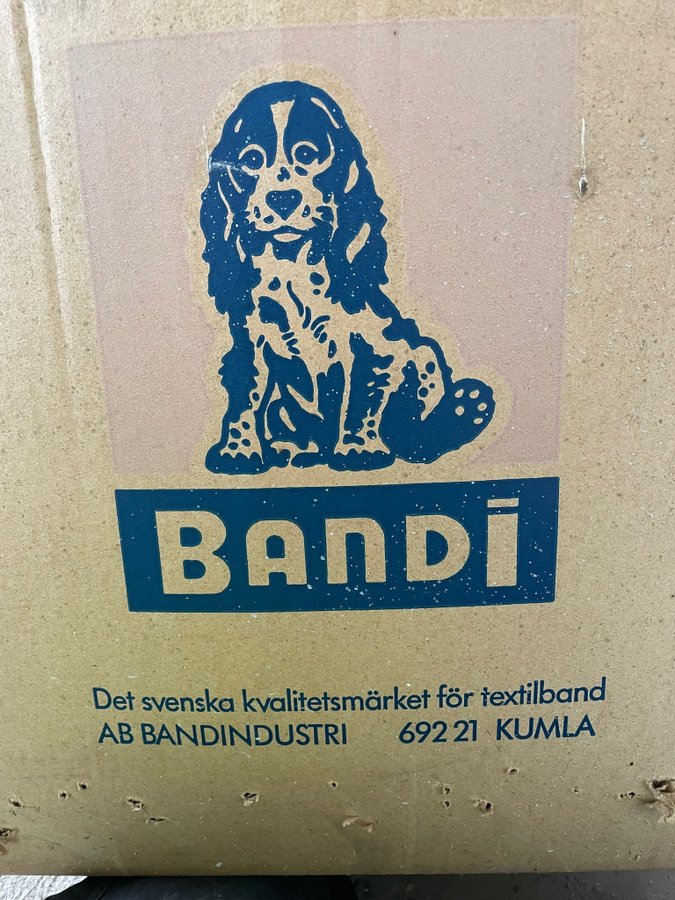 BANDI
Det svenska kvalitetsmärket för textilband
AB BANDINDUSTRI 692 21 KUMLA